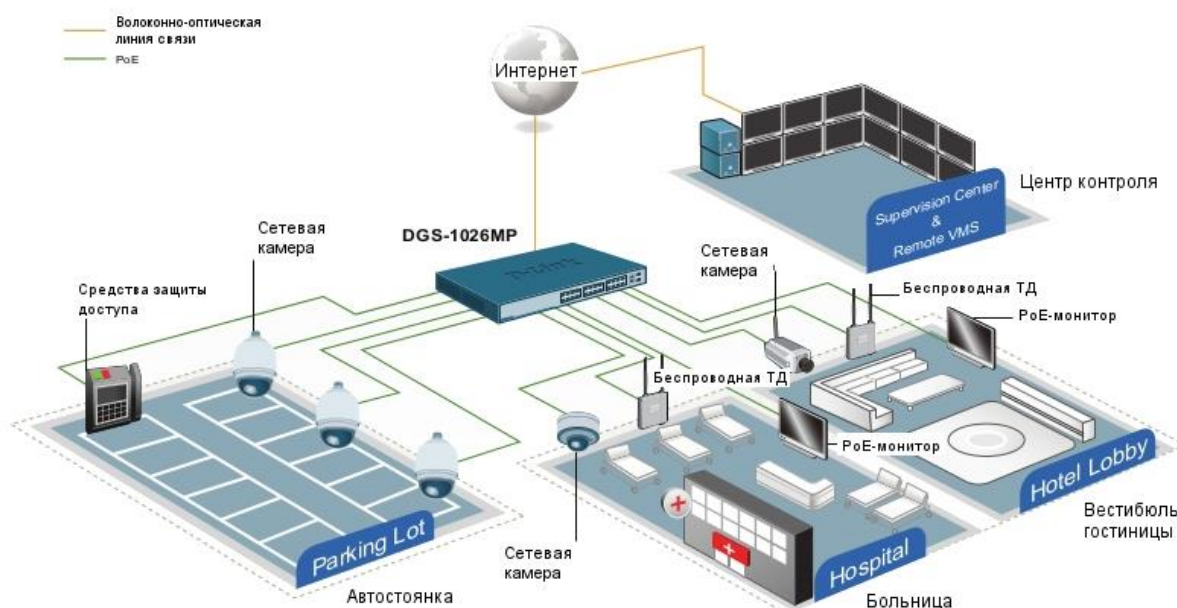 Волоконно-оптическая
линия связи
PoE
Интернет
Центр контроля
Supervision Center
&
Remote VMS
DGS-1026MP
D-Link
Сетевая
камера
Сетевая
камера
Беспроводная ТД
PoE-монитор
Средства защиты
доступа
Беспроводная ТД
PoE-монитор
Hotel Lobby
Вестибюль
гостиницы
Parking Lot
Автостоянка
Сетевая
камера
Hospital
Больница